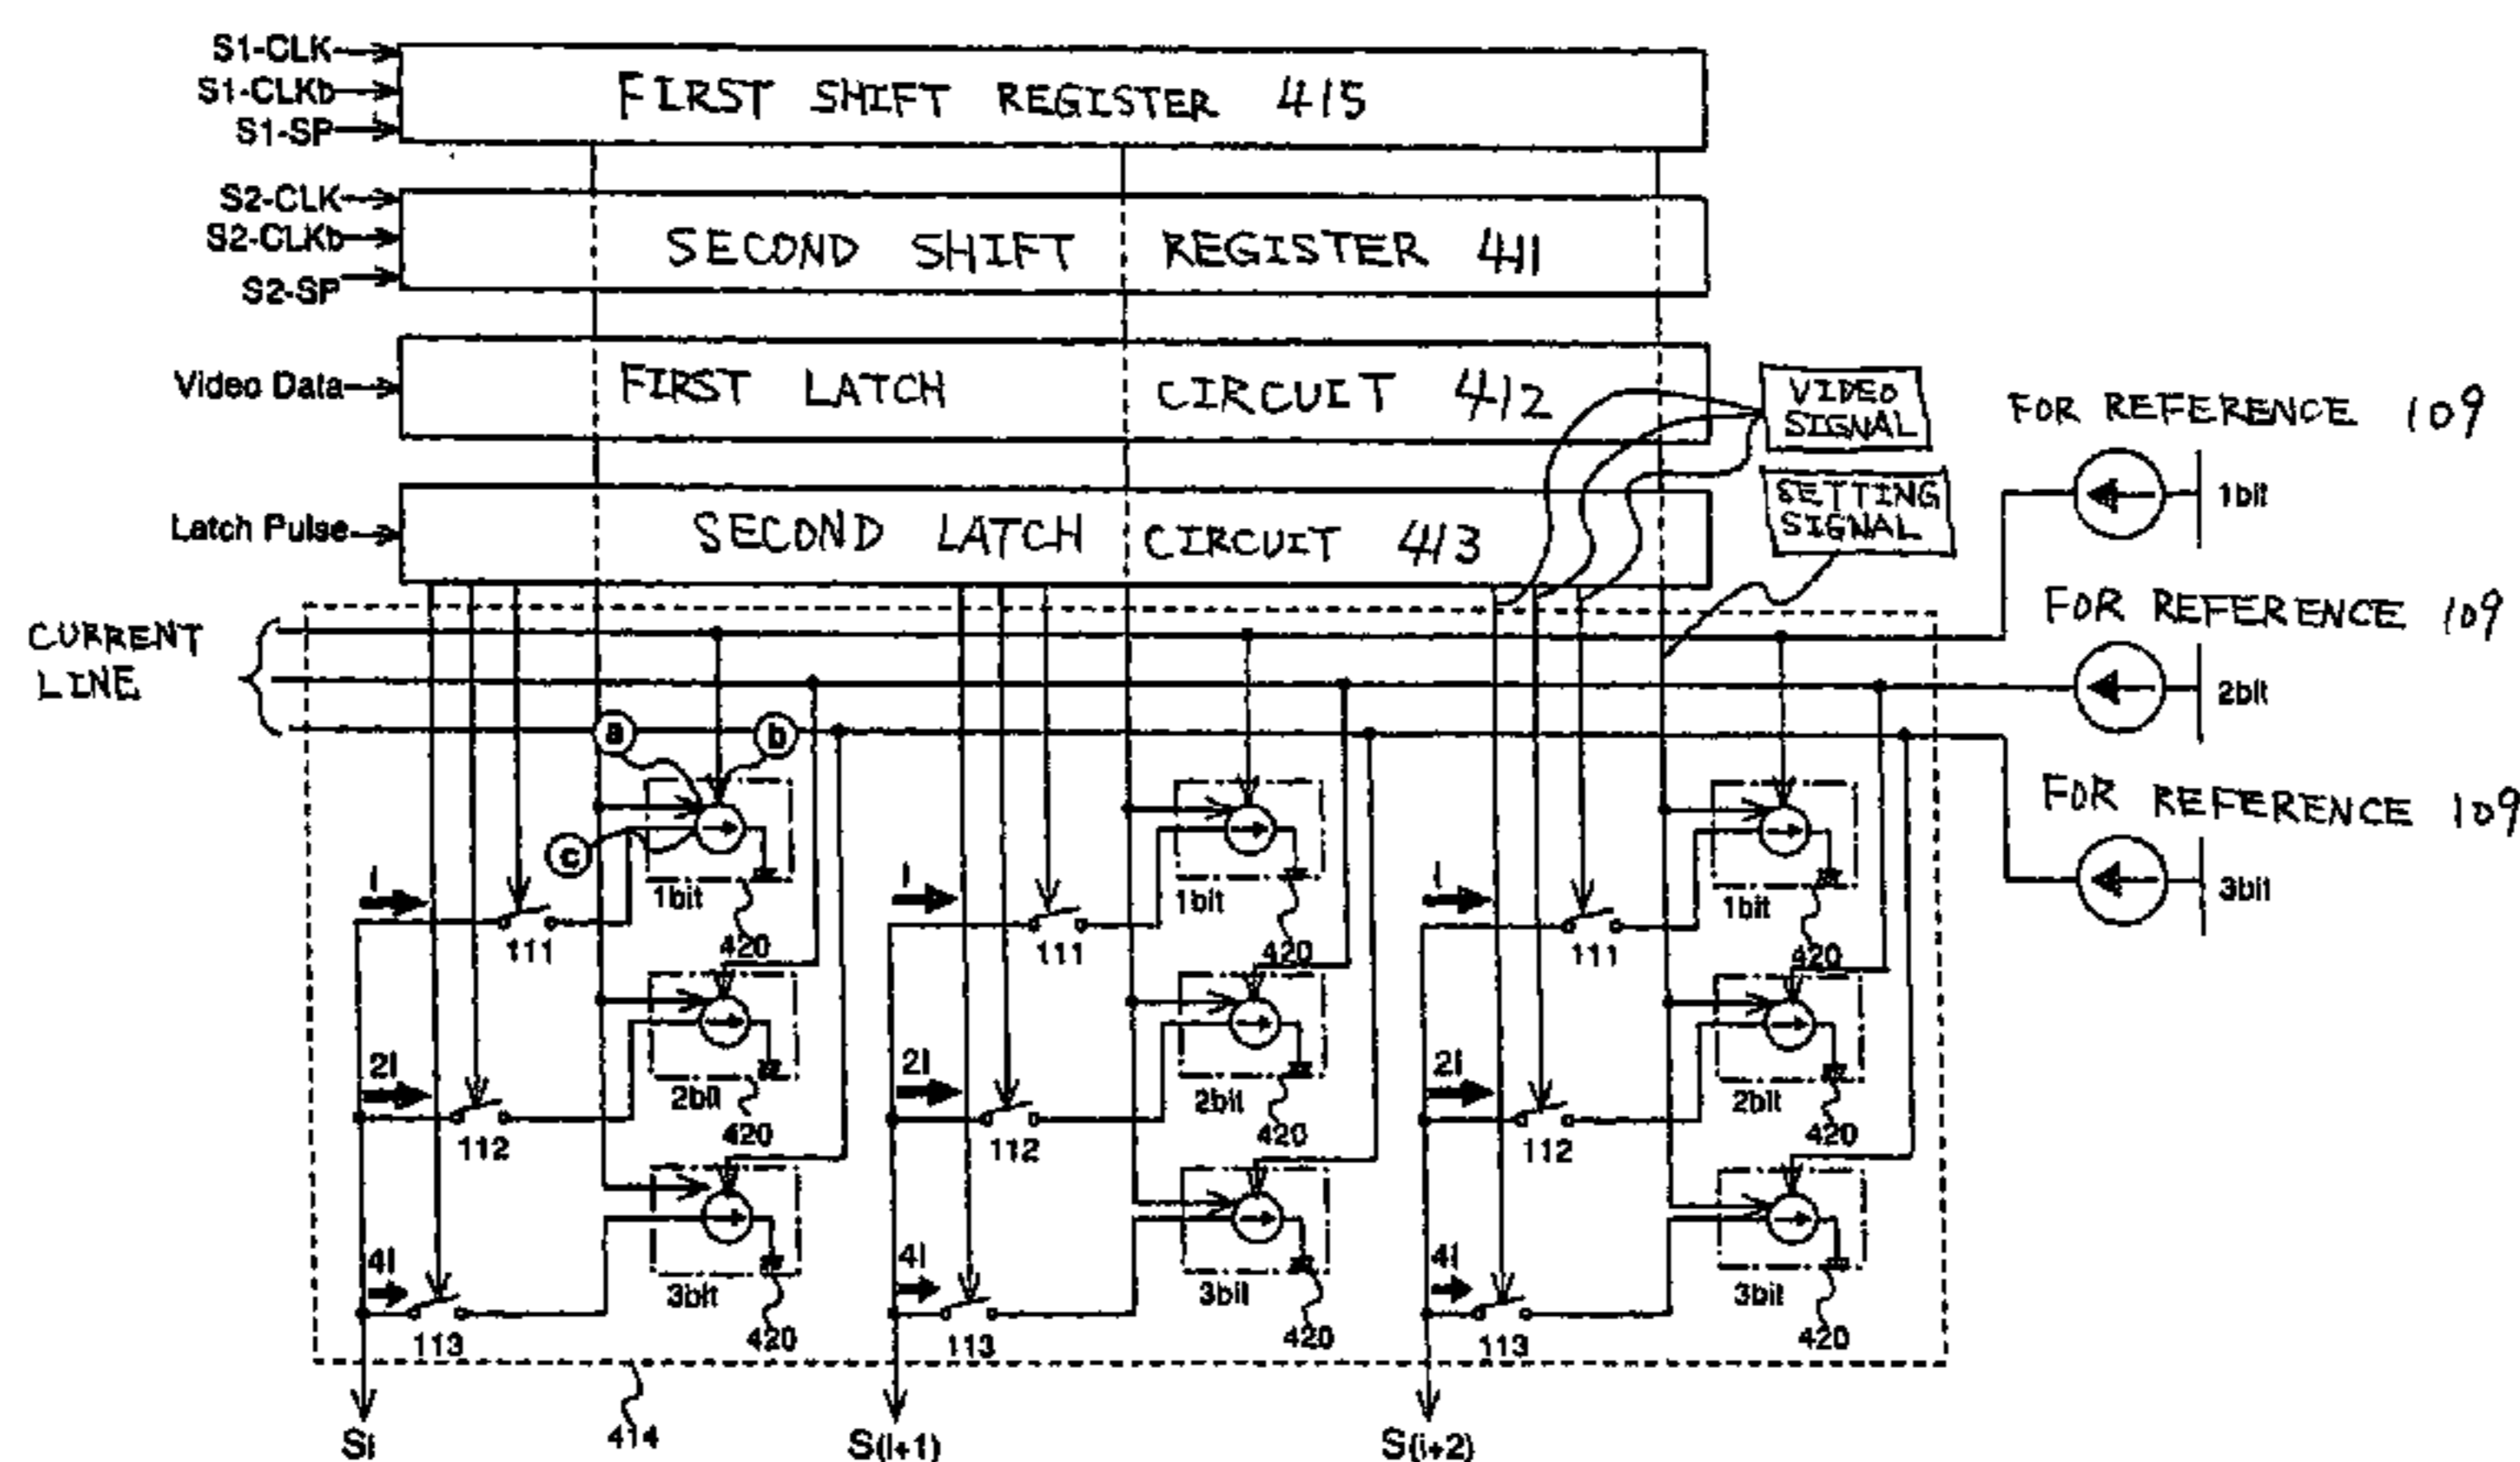 S1-CLK
S1-CLKb
S1-SP
FIRST SHIFT REGISTER 415
S2-CLK
S2-CLKb
S2-SP
SECOND SHIFT REGISTER 411
Video Data
FIRST LATCH CIRCUIT 412
VIDEO
SIGNAL
FOR REFERENCE 109
1bit
Latch Pulse
SECOND LATCH CIRCUIT 413
SETTING
SIGNAL
CURRENT
LINE
FOR REFERENCE 109
2bit
FOR REFERENCE 109
3bit
a
b
c
I
111
1bit
420
I
111
1bit
420
I
111
1bit
420
2I
112
2bit
420
2I
112
2bit
420
2I
112
2bit
420
4I
113
3bit
420
4I
113
3bit
420
4I
113
3bit
420
Si
414
S(i+1)
S(i+2)